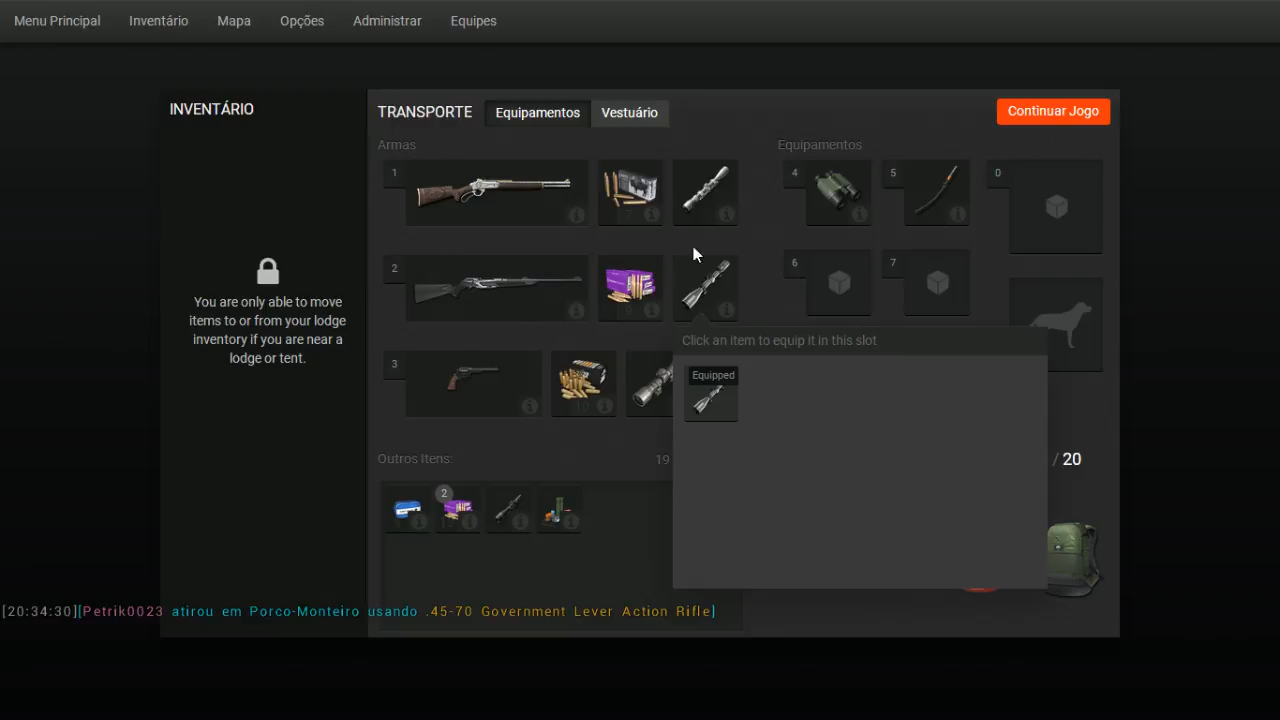 Menu Principal Inventário Mapa Opções Administrar Equipes
INVENTÁRIO
TRANSPORTE Equipamentos Vestuário Continuar Jogo
Armas Equipamentos
1 4 5 0
2 6 7
You are only able to move
items to or from your lodge
inventory if you are near a
lodge or tent.
Click an item to equip it in this slot
3 Equipped
10
Outros Itens: 19 / 20
2
[20:34:30][Petrik0023 atirou em Porco-Monteiro usando .45-70 Government Lever Action Rifle]